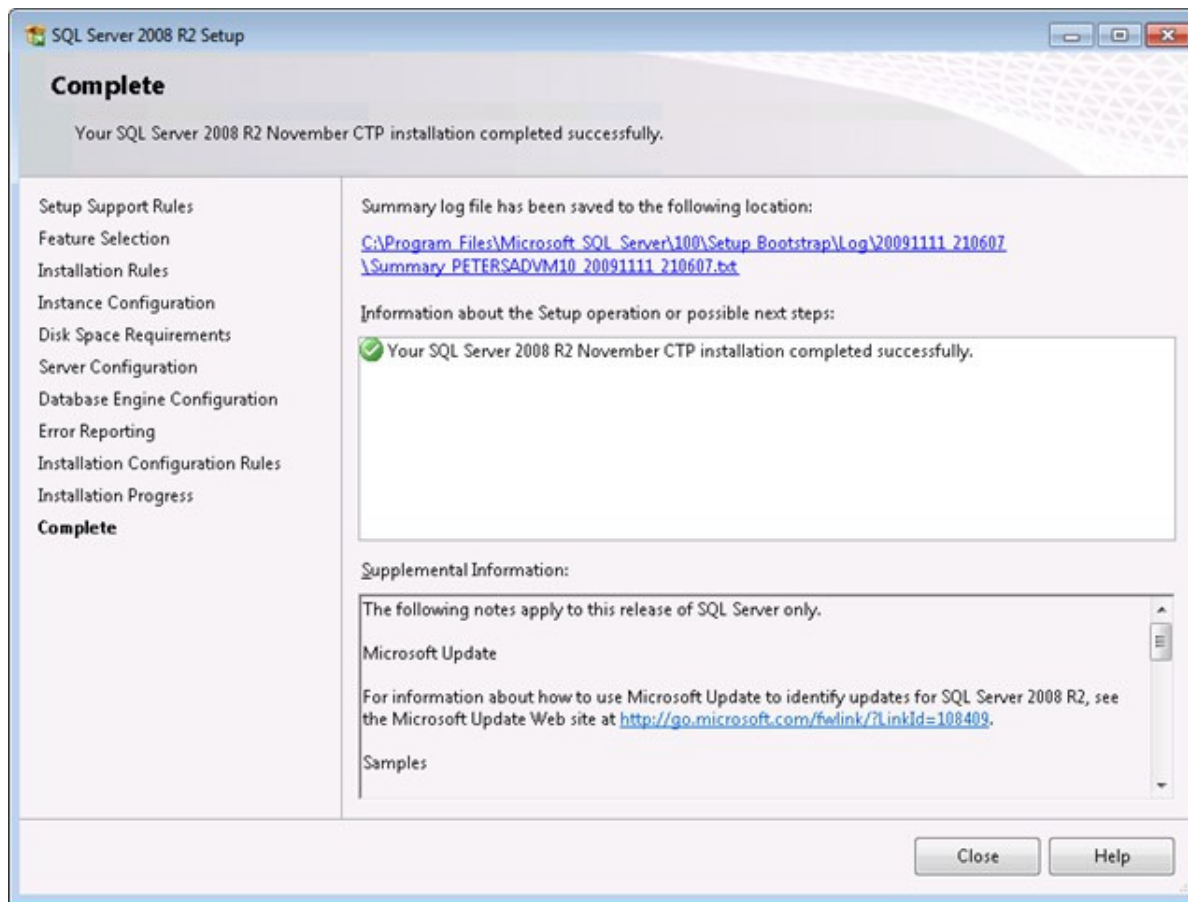 SQL Server 2008 R2 Setup
Complete
Your SQL Server 2008 R2 November CTP installation completed successfully.
Setup Support Rules
Feature Selection
Installation Rules
Instance Configuration
Disk Space Requirements
Server Configuration
Database Engine Configuration
Error Reporting
Installation Configuration Rules
Installation Progress
Complete
Summary log file has been saved to the following location:
C:\Program Files\Microsoft SQL Server\100\Setup Bootstrap\Log\20091111_210607
\Summary_PETERSADVM10_20091111_210607.txt
Information about the Setup operation or possible next steps:
Your SQL Server 2008 R2 November CTP installation completed successfully.
Supplemental Information:
The following notes apply to this release of SQL Server only.
Microsoft Update
For information about how to use Microsoft Update to identify updates for SQL Server 2008 R2, see
the Microsoft Update Web site at http://go.microsoft.com/fwlink/?LinkId=108409.
Samples
Close
Help